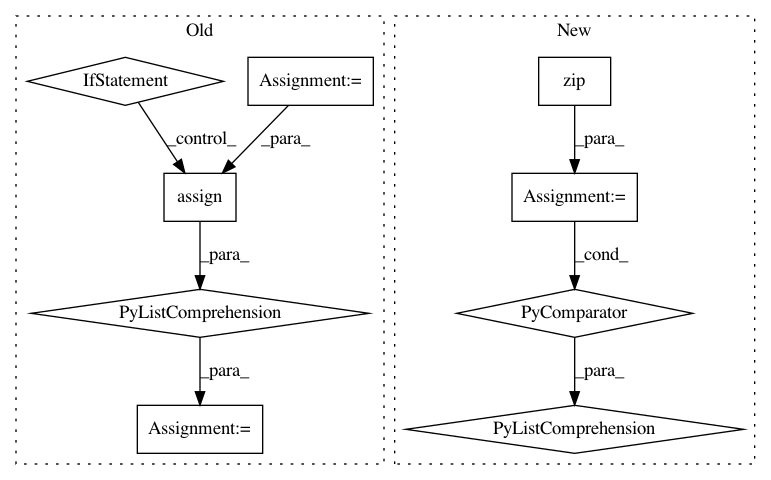 Old
New
IfStatement
Assignment:=
zip
_control_
_para_
_para_
assign
Assignment:=
_para_
_cond_
PyListComprehension
PyComparator
_para_
_para_
Assignment:=
PyListComprehension